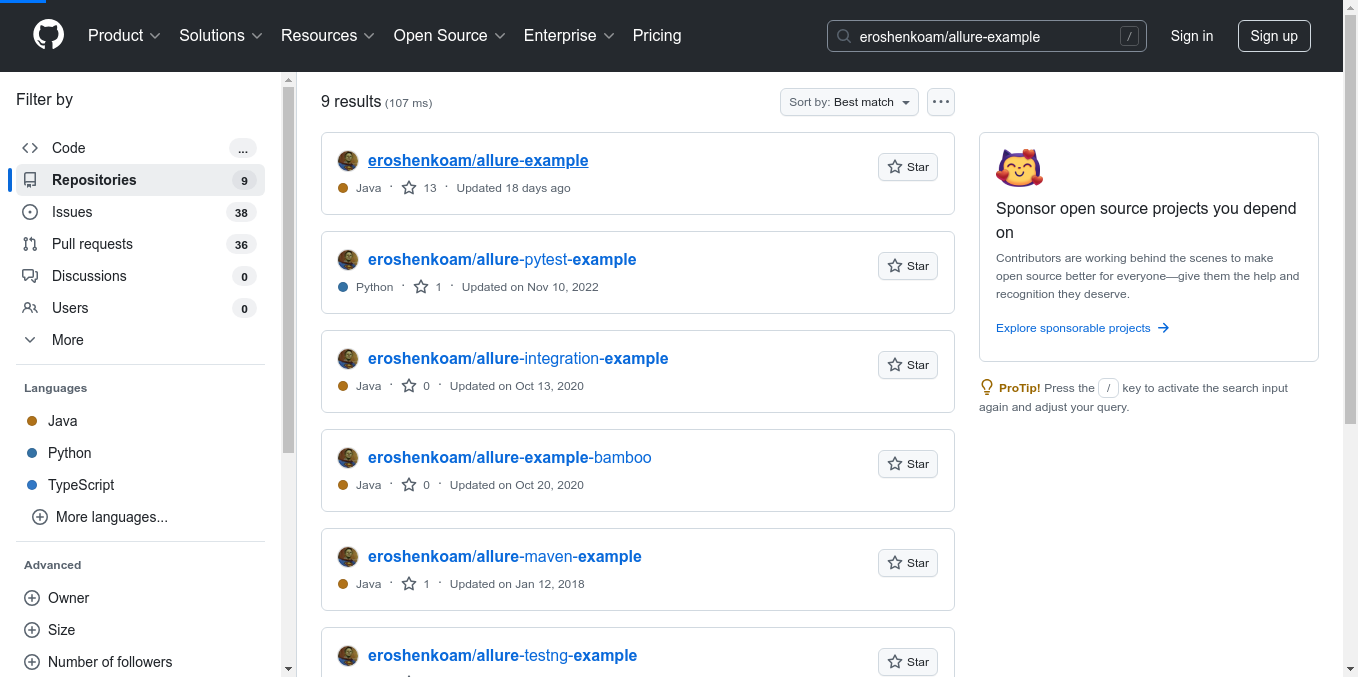 Product Solutions Resources Open Source Enterprise Pricing eroshenkoam/allure-example / Sign in Sign up
Filter by
Code ...
Repositories 9
Issues 38
Pull requests 36
Discussions 0
Users 0
More
Languages
Java
Python
TypeScript
More languages...
Advanced
Owner
Size
Number of followers
9 results (107 ms)
Sort by: Best match
eroshenkoam/allure-example
Star
Java · 13 · Updated 18 days ago
eroshenkoam/allure-pytest-example
Star
Python · 1 · Updated on Nov 10, 2022
eroshenkoam/allure-integration-example
Star
Java · 0 · Updated on Oct 13, 2020
eroshenkoam/allure-example-bamboo
Star
Java · 0 · Updated on Oct 20, 2020
eroshenkoam/allure-maven-example
Star
Java · 1 · Updated on Jan 12, 2018
eroshenkoam/allure-testng-example
Star
Sponsor open source projects you depend
on
Contributors are working behind the scenes to make
open source better for everyone—give them the help and
recognition they deserve.
Explore sponsorable projects
ProTip! Press the / key to activate the search input
again and adjust your query.